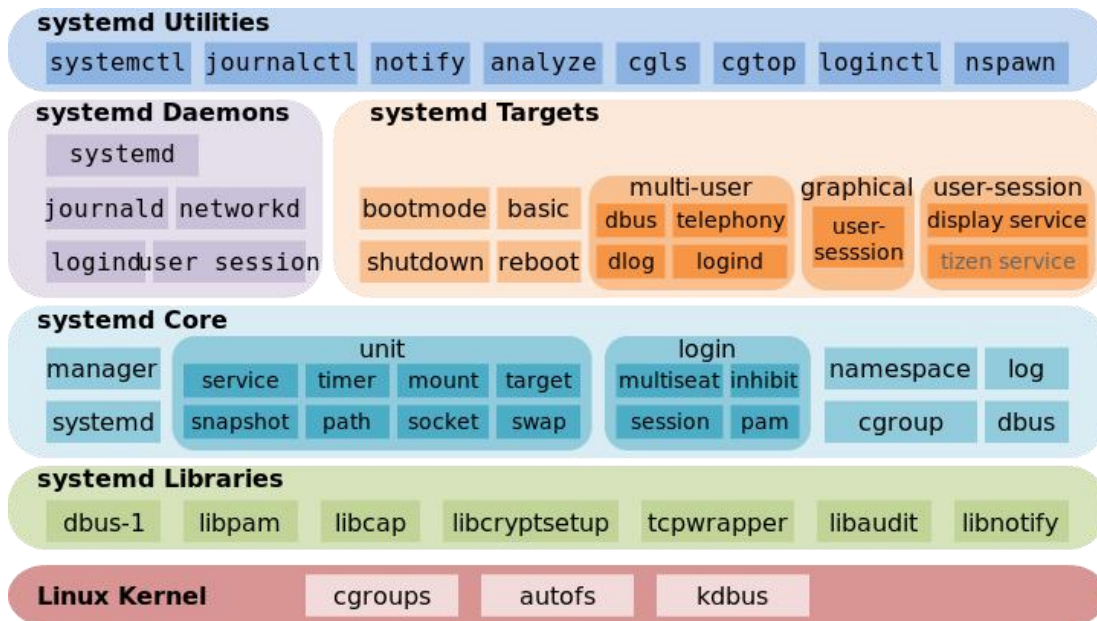 systemd Utilities
systemctl journalctl notify analyze cgls cgtop loginctl nspawn
systemd Daemons
systemd
journald networkd
logind user session
systemd Targets
bootmode basic
shutdown reboot
multi-user
dbus telephony
dlog logind
graphical
user-
sesssion
user-session
display service
tizen service
systemd Core
manager
systemd
unit
service timer mount target
snapshot path socket swap
login
multiseat inhibit
session pam
namespace log
cgroup dbus
systemd Libraries
dbus-1 libpam libcap libcryptsetup tcpwrapper libaudit libnotify
Linux Kernel cgroups autofs kdbus